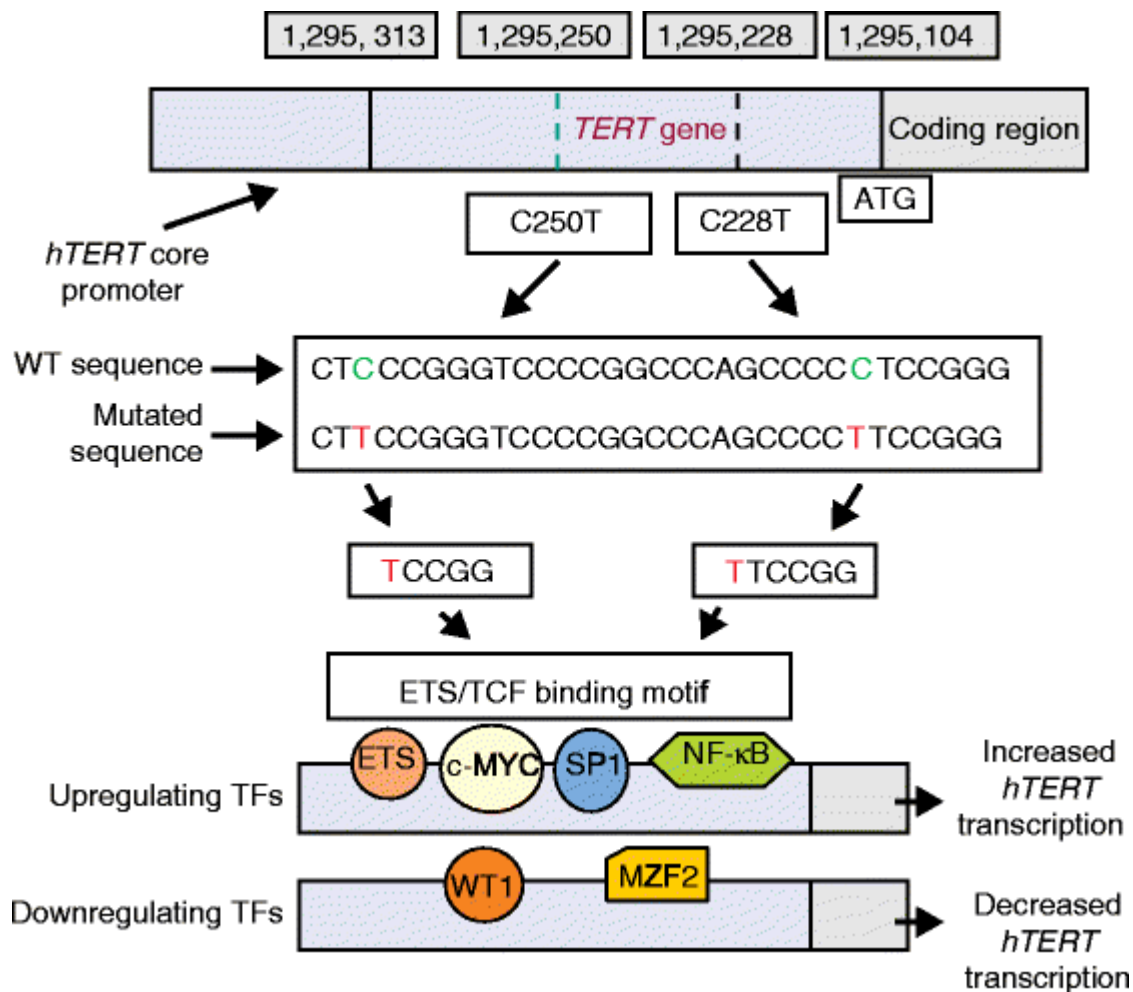 1,295, 313
1,295,250
1,295,228
1,295,104
TERT gene
Coding region
ATG
C250T
C228T
hTERT core
promoter
WT sequence
CTCCCGGGTCCCCGGCCCAGCCCCCTCCGGG
Mutated
sequence
CTTCCGGGTCCCCGGCCCAGCCCCTTCCGGG
TCCGG
TTCCGG
ETS/TCF binding motif
Upregulating TFs
ETS
c-MYC
SP1
NF-κB
Increased
hTERT
transcription
Downregulating TFs
WT1
MZF2
Decreased
hTERT
transcription